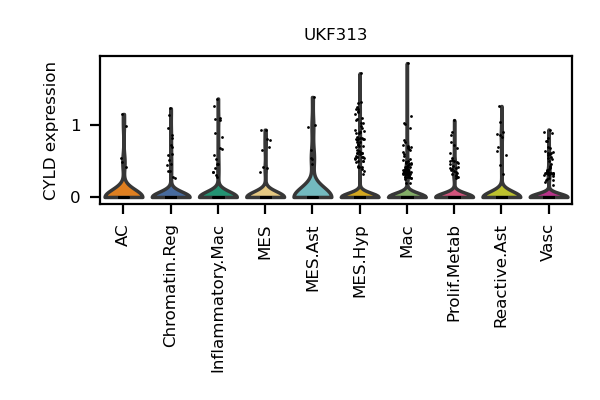 UKF313
CYLD expression
1
0
AC
Chromatin.Reg
Inflammatory.Mac
MES
MES.Ast
MES.Hyp
Mac
Prolif.Metab
Reactive.Ast
Vasc